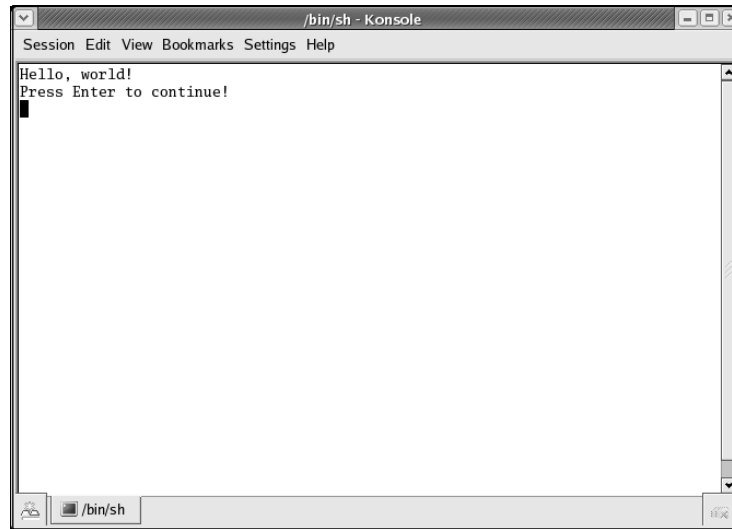 /bin/sh - Konsole
Session Edit View Bookmarks Settings Help
Hello, world!
Press Enter to continue!
/bin/sh